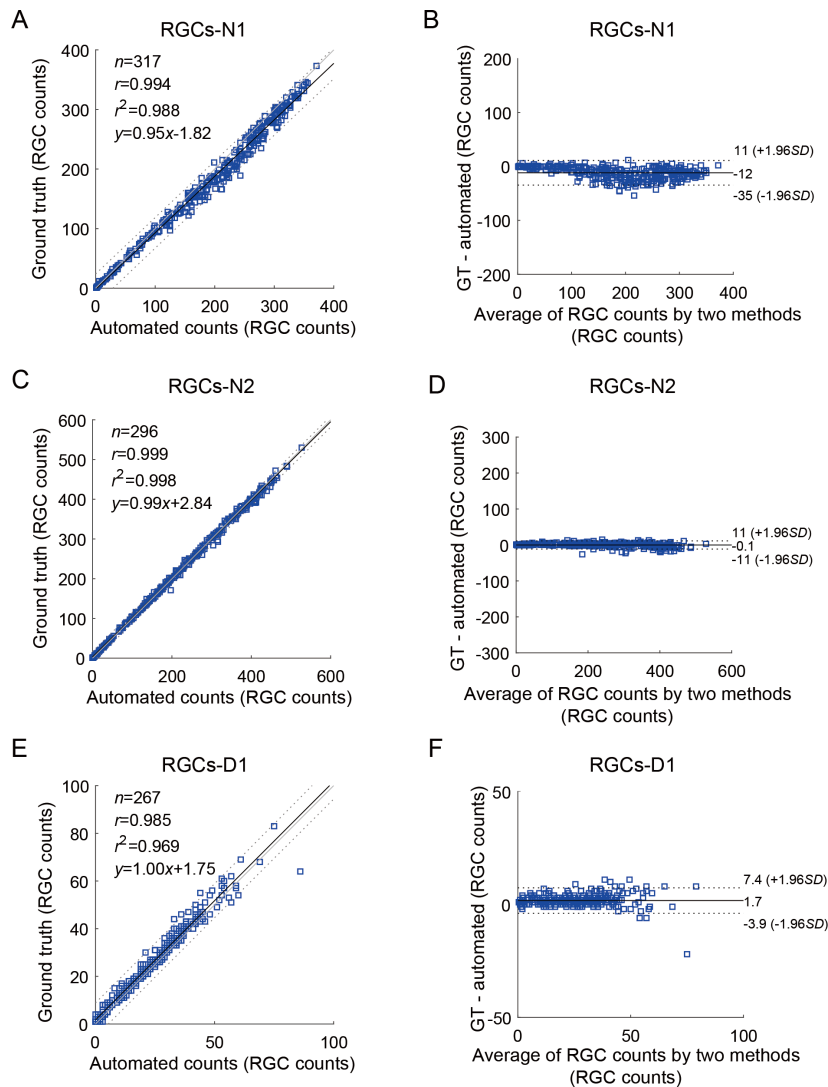 A
RGCs-N1
n=317
r=0.994
r²=0.988
y=0.95x-1.82
Ground truth (RGC counts)
400
300
200
100
0
0 100 200 300 400
Automated counts (RGC counts)
B
RGCs-N1
GT - automated (RGC counts)
200
100
0
-100
-200
11 (+1.96SD)
-12
-35 (-1.96SD)
0 100 200 300 400
Average of RGC counts by two methods
(RGC counts)
C
RGCs-N2
n=296
r=0.999
r²=0.998
y=0.99x+2.84
Ground truth (RGC counts)
600
500
400
300
200
100
0
0 200 400 600
Automated counts (RGC counts)
D
RGCs-N2
GT - automated (RGC counts)
300
200
100
0
-100
-200
-300
11 (+1.96SD)
-0.1
-11 (-1.96SD)
0 200 400 600
Average of RGC counts by two methods
(RGC counts)
E
RGCs-D1
n=267
r=0.985
r²=0.969
y=1.00x+1.75
Ground truth (RGC counts)
100
80
60
40
20
0
0 50 100
Automated counts (RGC counts)
F
RGCs-D1
GT - automated (RGC counts)
50
0
-50
7.4 (+1.96SD)
1.7
-3.9 (-1.96SD)
0 50 100
Average of RGC counts by two methods
(RGC counts)